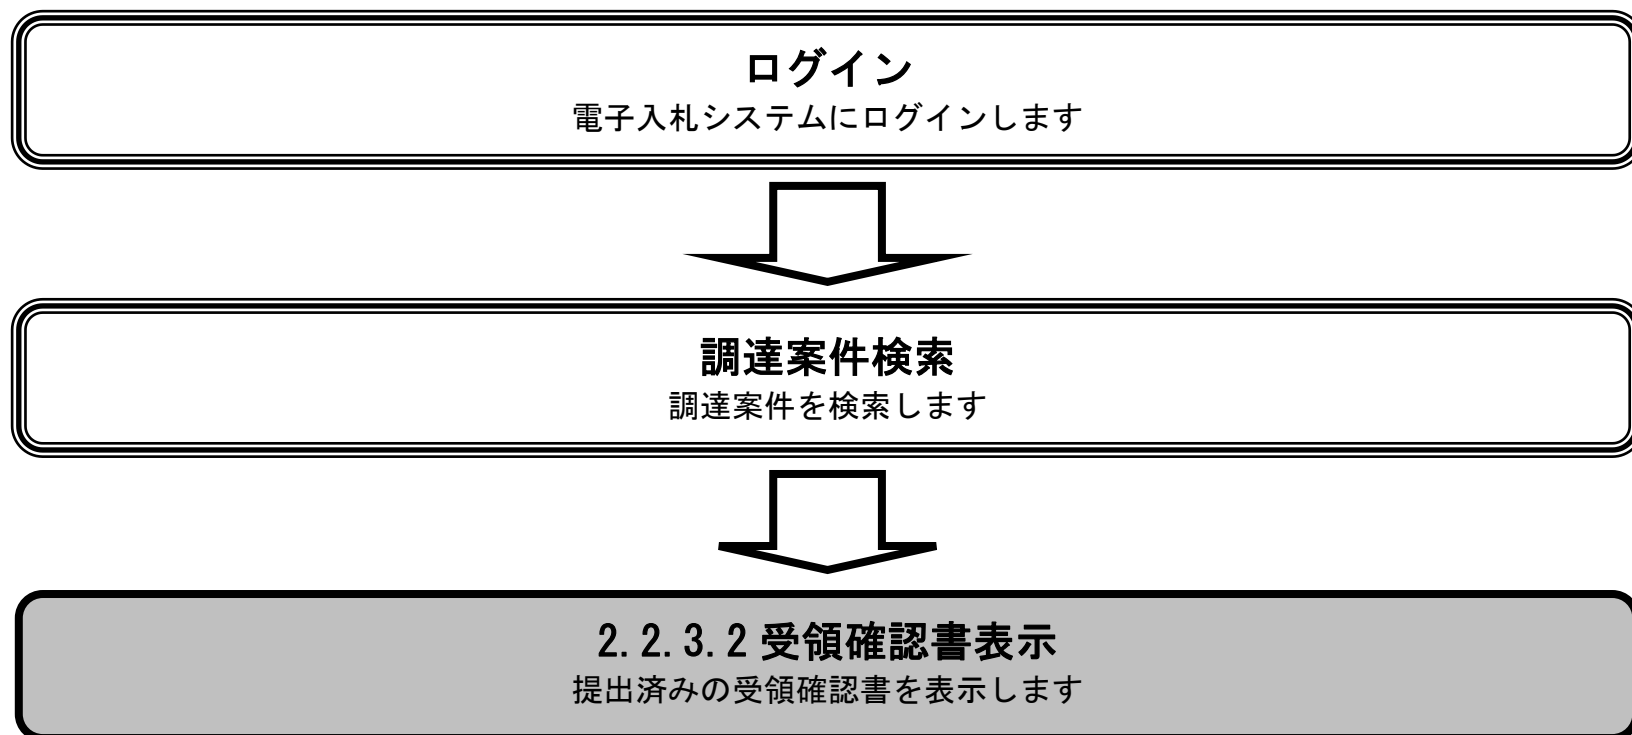 ログイン
電子入札システムにログインします
調達案件検索
調達案件を検索します
2.2.3.2 受領確認書表示
提出済みの受領確認書を表示します